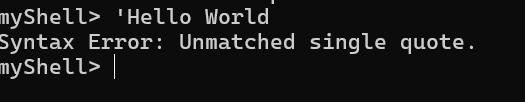 myShell> 'Hello World
Syntax Error: Unmatched single quote.
myShell>